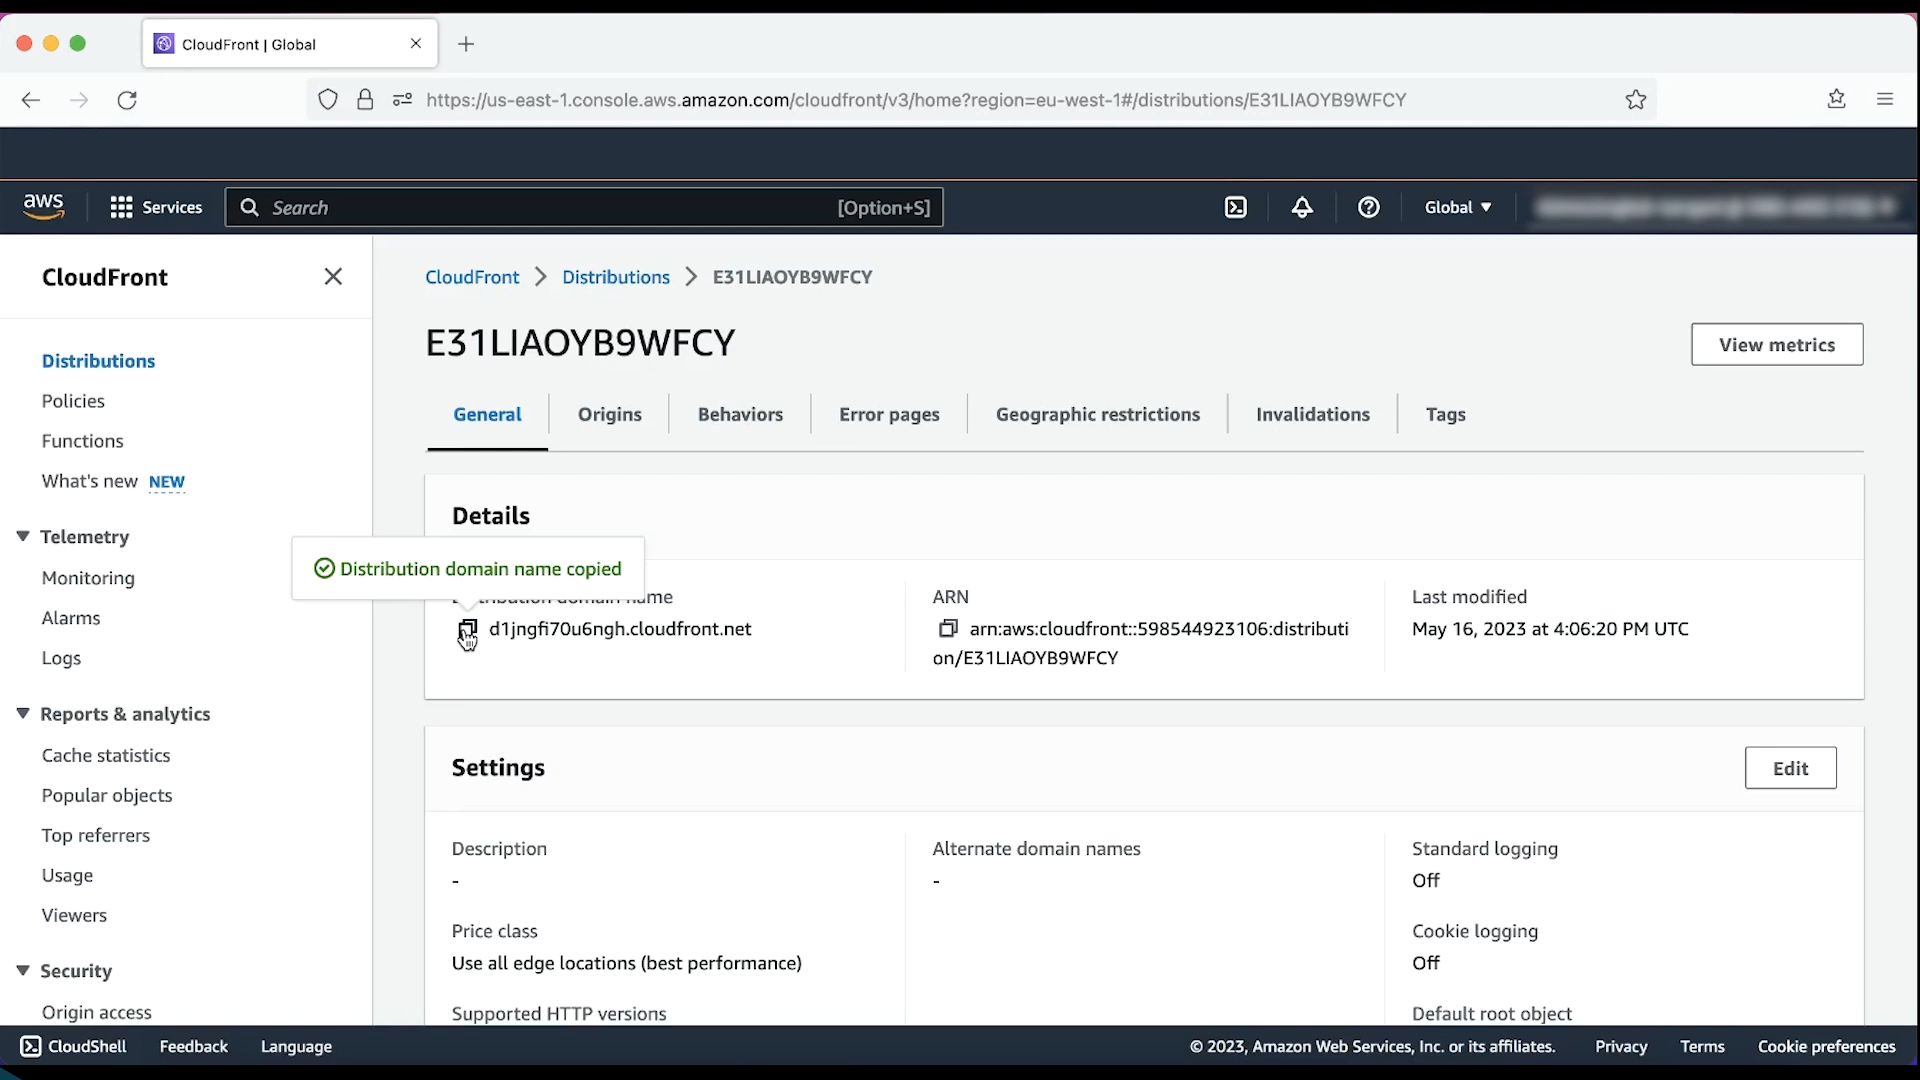 CloudFront | Global
https://us-east-1.console.aws.amazon.com/cloudfront/v3/home?region=eu-west-1#/distributions/E31LIAOYB9WFCY
aws
Services
Search
[Option+S]
Global
CloudFront
CloudFront
Distributions
E31LIAOYB9WFCY
E31LIAOYB9WFCY
View metrics
Distributions
Policies
Functions
What's new NEW
Telemetry
Monitoring
Alarms
Logs
Reports & analytics
Cache statistics
Popular objects
Top referrers
Usage
Viewers
Security
Origin access
General
Origins
Behaviors
Error pages
Geographic restrictions
Invalidations
Tags
Details
Distribution domain name copied
Distribution domain name
d1jngfi70u6ngh.cloudfront.net
ARN
arn:aws:cloudfront::598544923106:distributi
on/E31LIAOYB9WFCY
Last modified
May 16, 2023 at 4:06:20 PM UTC
Settings
Edit
Description
-
Price class
Use all edge locations (best performance)
Supported HTTP versions
Alternate domain names
-
Standard logging
Off
Cookie logging
Off
Default root object
CloudShell
Feedback
Language
© 2023, Amazon Web Services, Inc. or its affiliates.
Privacy
Terms
Cookie preferences